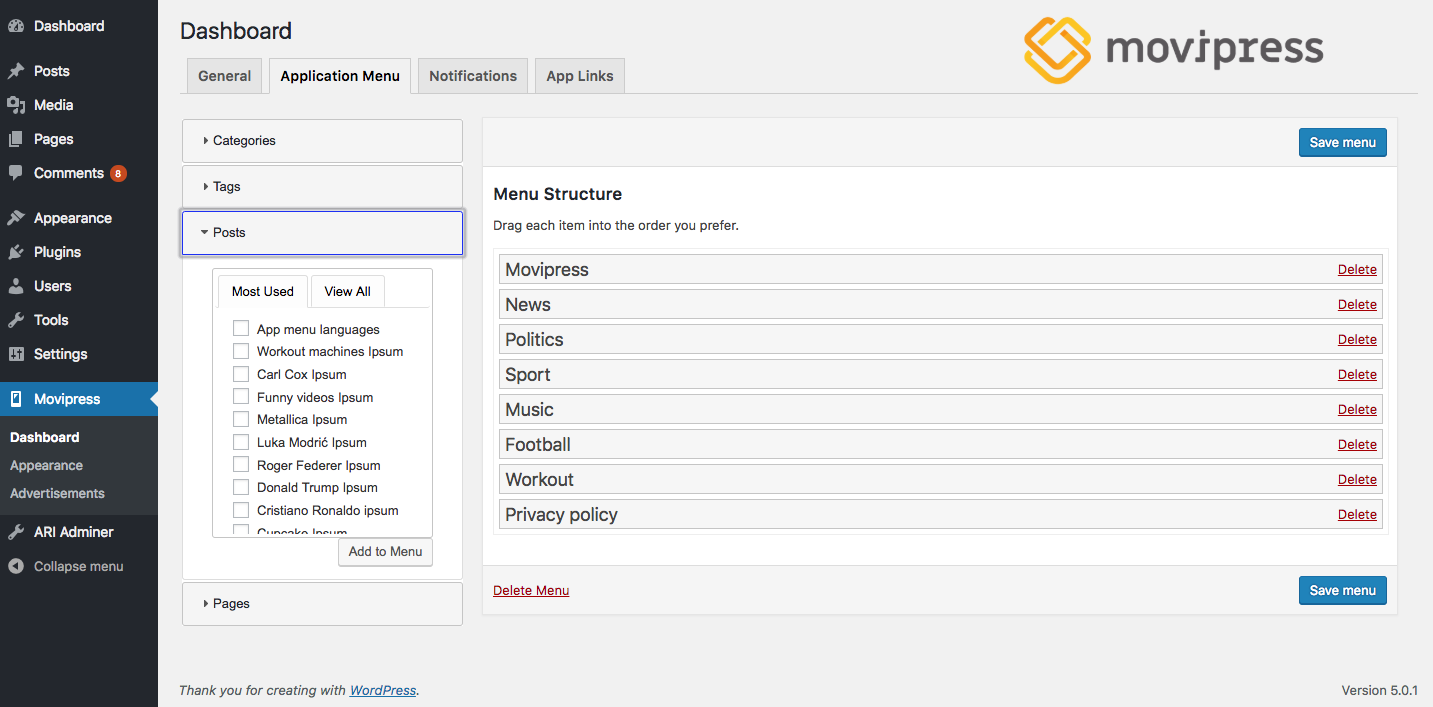 Dashboard
Posts
Media
Pages
Comments 8
Appearance
Plugins
Users
Tools
Settings
Movipress
Dashboard
Appearance
Advertisements
ARI Adminer
Collapse menu
Dashboard
movipress
General Application Menu Notifications App Links
Categories
Tags
Posts
Most Used View All
App menu languages
Workout machines Ipsum
Carl Cox Ipsum
Funny videos Ipsum
Metallica Ipsum
Luka Modrić Ipsum
Roger Federer Ipsum
Donald Trump Ipsum
Cristiano Ronaldo ipsum
Cupcake Ipsum
Add to Menu
Pages
Save menu
Menu Structure
Drag each item into the order you prefer.
Movipress Delete
News Delete
Politics Delete
Sport Delete
Music Delete
Football Delete
Workout Delete
Privacy policy Delete
Delete Menu Save menu
Thank you for creating with WordPress. Version 5.0.1